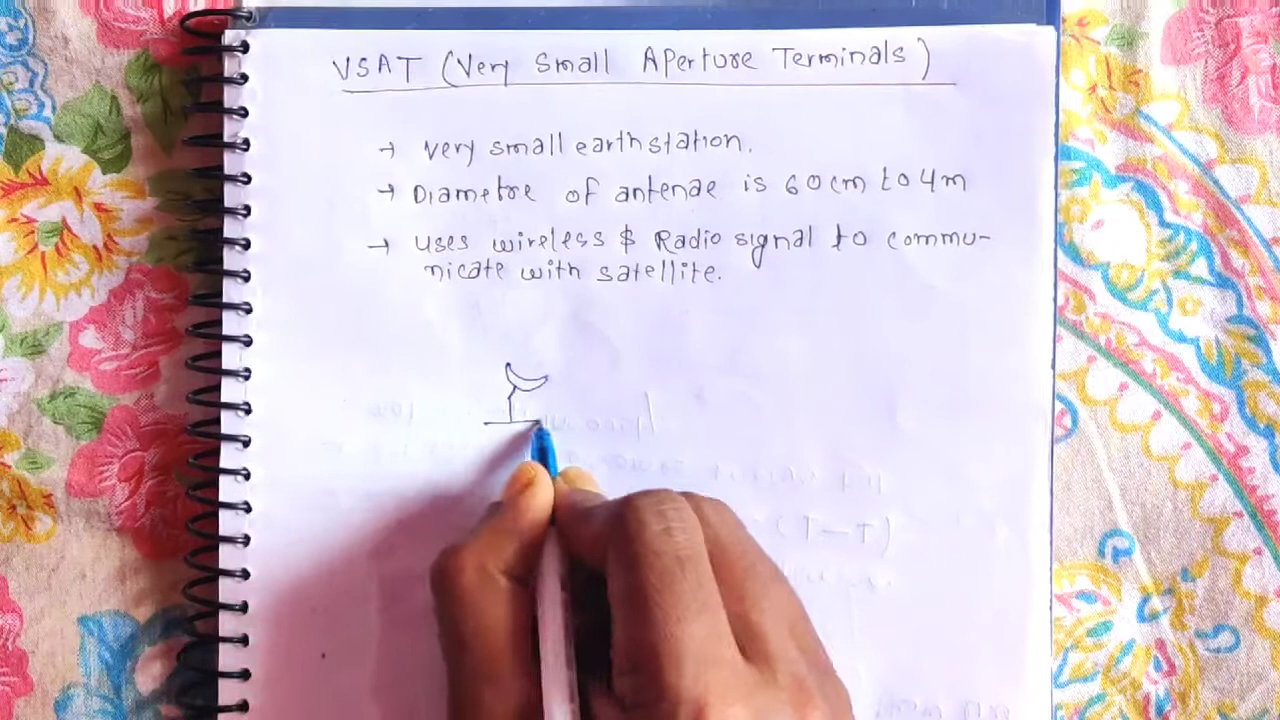 VSAT (Very Small Aperture Terminals)
→ Very small earth station.
→ Diametre of antenae is 60cm to 4m
→ Uses wireless & Radio signal to commu-
nicate with satellite.